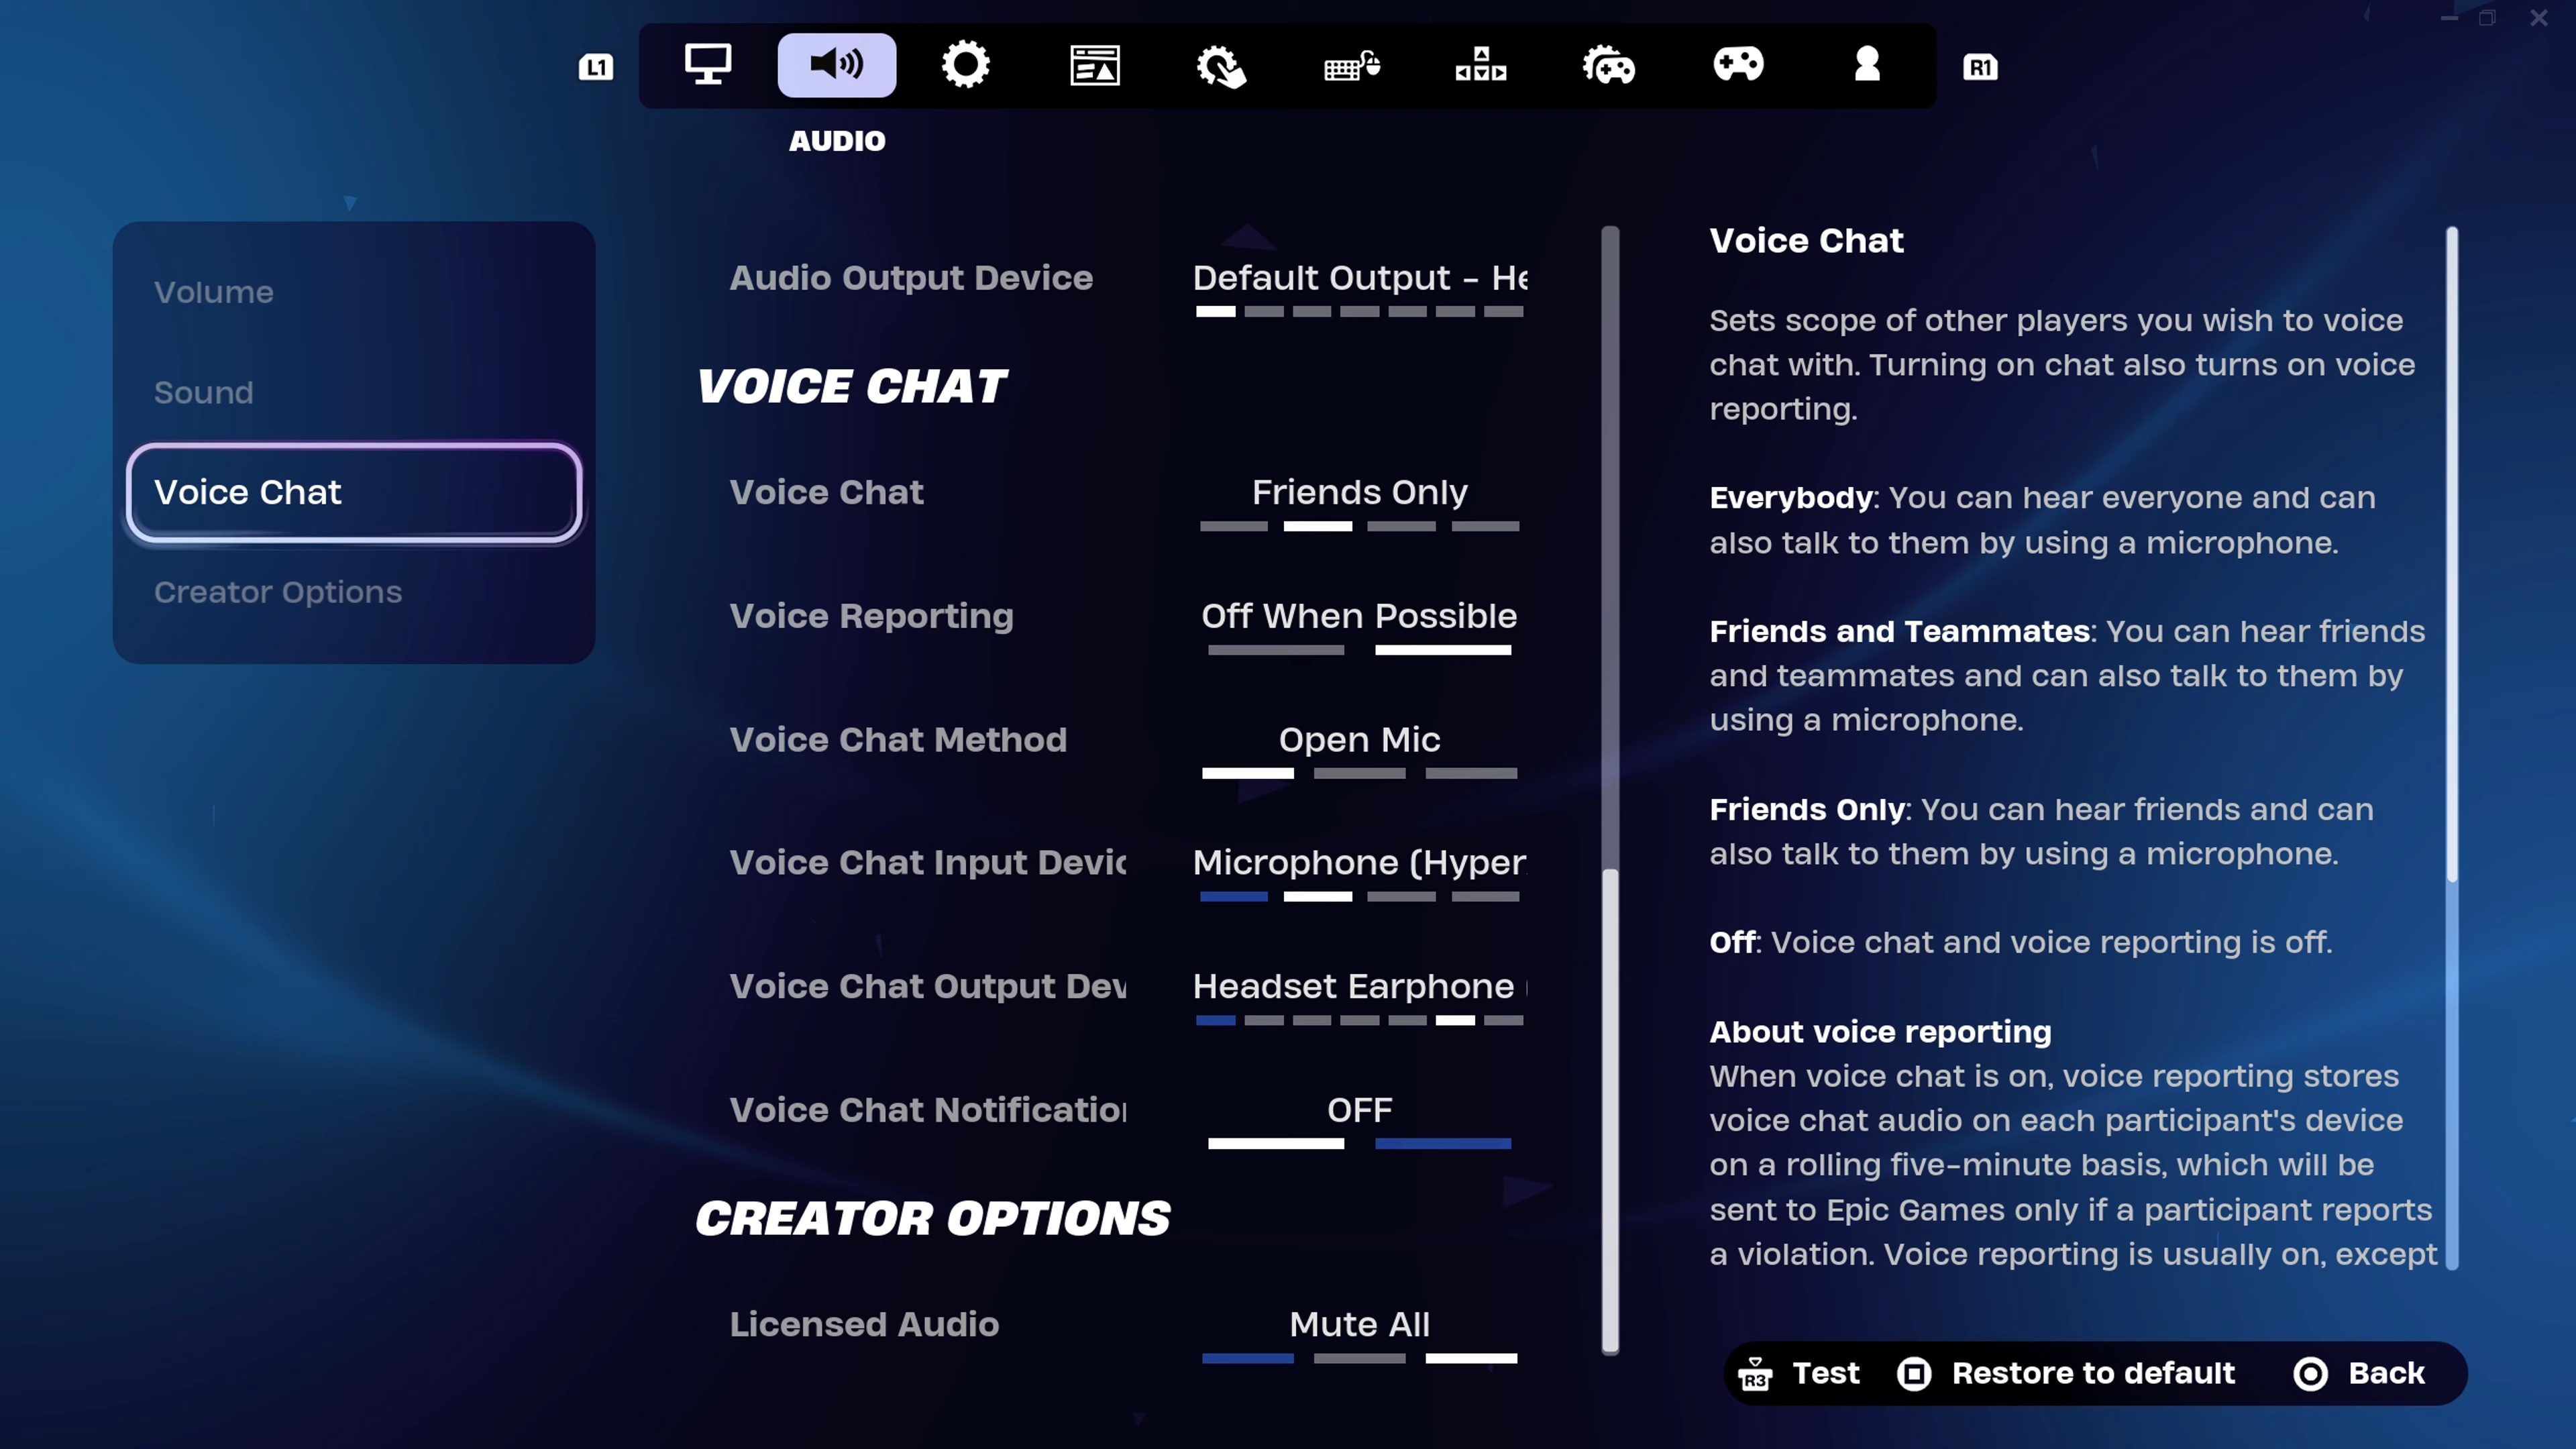 L1
R1
AUDIO
Volume
Sound
Voice Chat
Creator Options
Audio Output Device
Default Output - He
VOICE CHAT
Voice Chat
Friends Only
Voice Reporting
Off When Possible
Voice Chat Method
Open Mic
Voice Chat Input Devic
Microphone (Hyper
Voice Chat Output Dev
Headset Earphone
Voice Chat Notification
OFF
CREATOR OPTIONS
Licensed Audio
Mute All
Voice Chat
Sets scope of other players you wish to voice
chat with. Turning on chat also turns on voice
reporting.
Everybody: You can hear everyone and can
also talk to them by using a microphone.
Friends and Teammates: You can hear friends
and teammates and can also talk to them by
using a microphone.
Friends Only: You can hear friends and can
also talk to them by using a microphone.
Off: Voice chat and voice reporting is off.
About voice reporting
When voice chat is on, voice reporting stores
voice chat audio on each participant's device
on a rolling five-minute basis, which will be
sent to Epic Games only if a participant reports
a violation. Voice reporting is usually on, except
R3 Test
Restore to default
Back